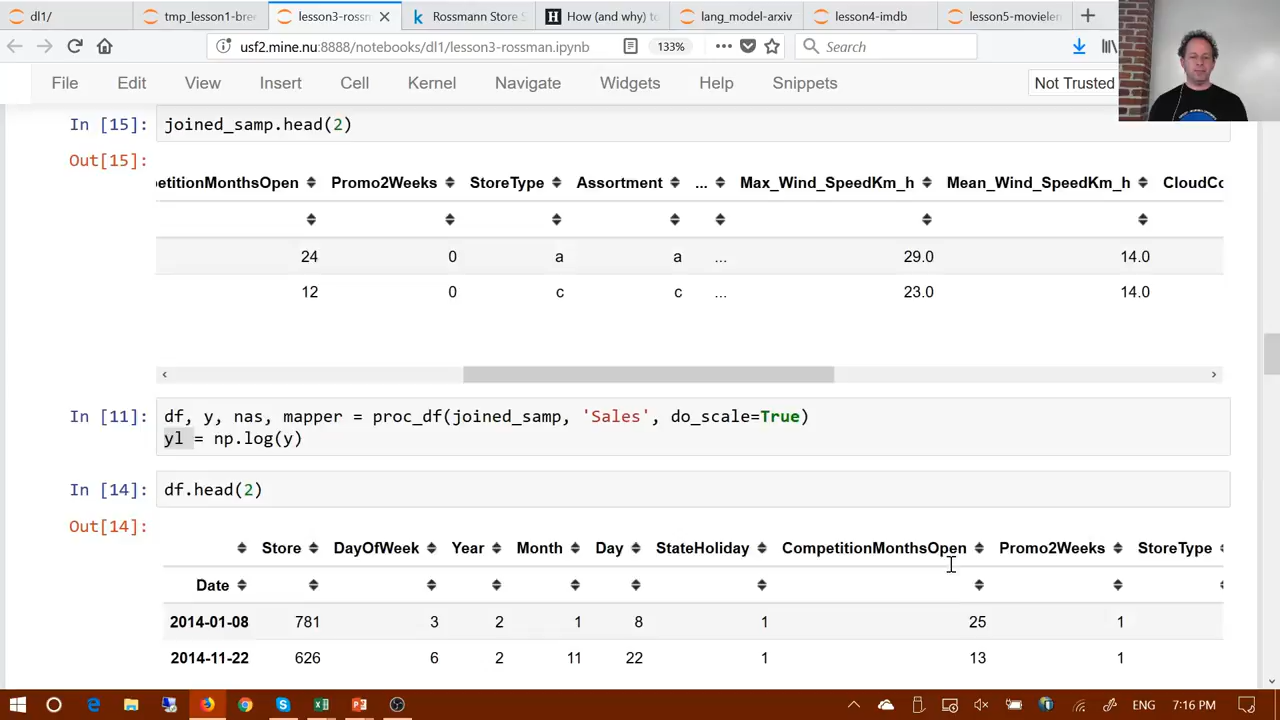 dl1/ tmp_lesson1-bree lesson3-rossm Rossmann Store S How (and why) to lang_model-arxiv lesson4-imdb lesson5-movielen
usf2.mine.nu:8888/notebooks/dl1/lesson3-rossman.ipynb 133% Search
File Edit View Insert Cell Kernel Navigate Widgets Help Snippets Not Trusted
In [15]: joined_samp.head(2)
Out[15]:
etitionMonthsOpen Promo2Weeks StoreType Assortment ... Max_Wind_SpeedKm_h Mean_Wind_SpeedKm_h CloudCo
24 0 a a ... 29.0 14.0
12 0 c c ... 23.0 14.0
In [11]: df, y, nas, mapper = proc_df(joined_samp, 'Sales', do_scale=True)
yl = np.log(y)
In [14]: df.head(2)
Out[14]:
Store DayOfWeek Year Month Day StateHoliday CompetitionMonthsOpen Promo2Weeks StoreType
Date
2014-01-08 781 3 2 1 8 1 25 1
2014-11-22 626 6 2 11 22 1 13 1
ENG 7:16 PM